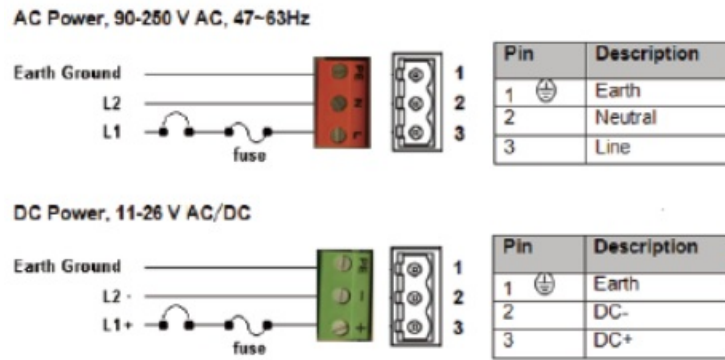 AC Power, 90-250 V AC, 47~63Hz
Earth Ground
L2
L1
fuse
PE
N
L
1
2
3
Pin Description
1 Earth
2 Neutral
3 Line
DC Power, 11-26 V AC/DC
Earth Ground
L2 -
L1+
fuse
PE
-
+
1
2
3
Pin Description
1 Earth
2 DC-
3 DC+